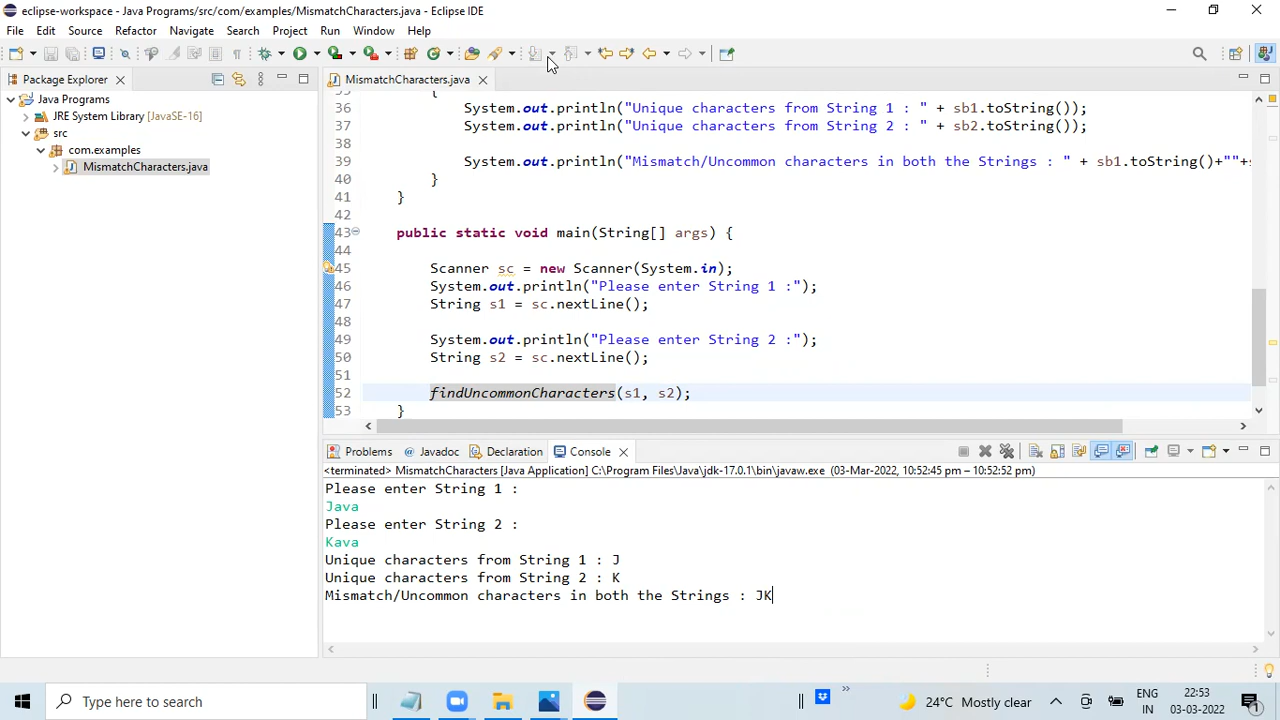 eclipse-workspace - Java Programs/src/com/examples/MismatchCharacters.java - Eclipse IDE
File Edit Source Refactor Navigate Search Project Run Window Help
Package Explorer
MismatchCharacters.java
Java Programs
JRE System Library [JavaSE-16]
src
com.examples
MismatchCharacters.java
35 {
36 System.out.println("Unique characters from String 1 : " + sb1.toString());
37 System.out.println("Unique characters from String 2 : " + sb2.toString());
38
39 System.out.println("Mismatch/Uncommon characters in both the Strings : " + sb1.toString()+""+s
40 }
41 }
42
43 public static void main(String[] args) {
44
45 Scanner sc = new Scanner(System.in);
46 System.out.println("Please enter String 1 :");
47 String s1 = sc.nextLine();
48
49 System.out.println("Please enter String 2 :");
50 String s2 = sc.nextLine();
51
52 findUncommonCharacters(s1, s2);
53 }
Problems @ Javadoc Declaration Console
<terminated> MismatchCharacters [Java Application] C:\Program Files\Java\jdk-17.0.1\bin\javaw.exe (03-Mar-2022, 10:52:45 pm – 10:52:52 pm)
Please enter String 1 :
Java
Please enter String 2 :
Kava
Unique characters from String 1 : J
Unique characters from String 2 : K
Mismatch/Uncommon characters in both the Strings : JK
Type here to search
24°C Mostly clear
ENG
IN
22:53
03-03-2022
1